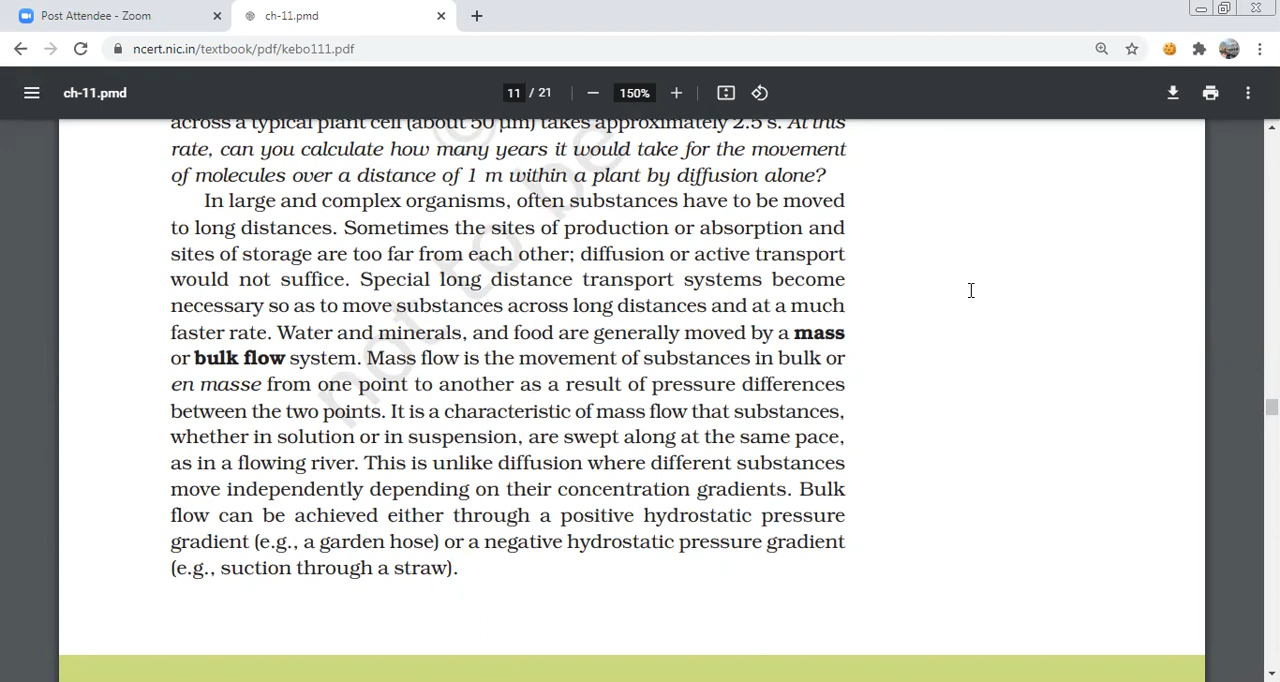 Post Attendee - Zoom
ch-11.pmd
ncert.nic.in/textbook/pdf/kebo111.pdf
ch-11.pmd
11 / 21
150%
across a typical plant cell (about 50 µm) takes approximately 2.5 s. At this
rate, can you calculate how many years it would take for the movement
of molecules over a distance of 1 m within a plant by diffusion alone?
In large and complex organisms, often substances have to be moved
to long distances. Sometimes the sites of production or absorption and
sites of storage are too far from each other; diffusion or active transport
would not suffice. Special long distance transport systems become
necessary so as to move substances across long distances and at a much
faster rate. Water and minerals, and food are generally moved by a mass
or bulk flow system. Mass flow is the movement of substances in bulk or
en masse from one point to another as a result of pressure differences
between the two points. It is a characteristic of mass flow that substances,
whether in solution or in suspension, are swept along at the same pace,
as in a flowing river. This is unlike diffusion where different substances
move independently depending on their concentration gradients. Bulk
flow can be achieved either through a positive hydrostatic pressure
gradient (e.g., a garden hose) or a negative hydrostatic pressure gradient
(e.g., suction through a straw).
©
not to be